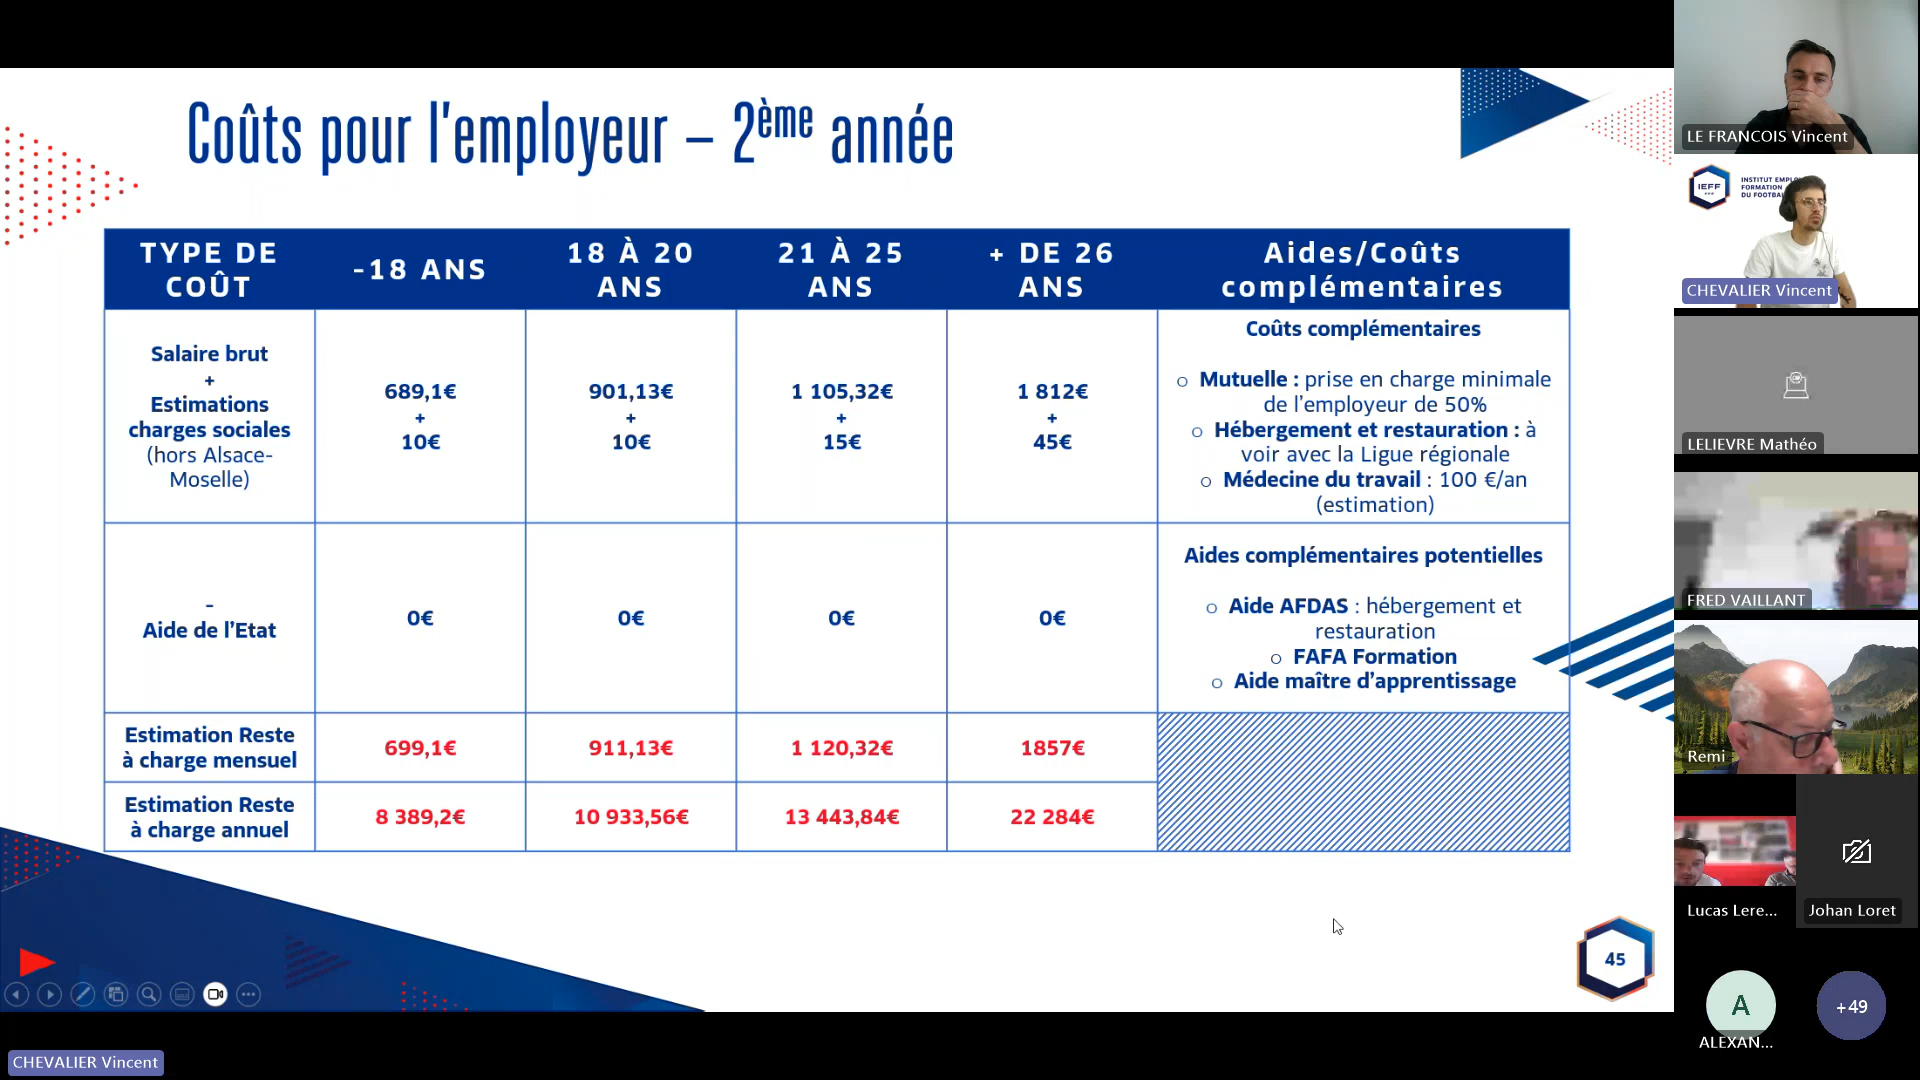 Coûts pour l'employeur – 2ème année
TYPE DE
COÛT
-18 ANS
18 À 20
ANS
21 À 25
ANS
+ DE 26
ANS
Aides/Coûts
complémentaires
Salaire brut
+
Estimations
charges sociales
(hors Alsace-
Moselle)
689,1€
+
10€
901,13€
+
10€
1 105,32€
+
15€
1 812€
+
45€
Coûts complémentaires
o Mutuelle : prise en charge minimale
de l'employeur de 50%
o Hébergement et restauration : à
voir avec la Ligue régionale
o Médecine du travail : 100 €/an
(estimation)
-
Aide de l'Etat
0€
0€
0€
0€
Aides complémentaires potentielles
o Aide AFDAS : hébergement et
restauration
o FAFA Formation
o Aide maître d'apprentissage
Estimation Reste
à charge mensuel
699,1€
911,13€
1 120,32€
1857€
Estimation Reste
à charge annuel
8 389,2€
10 933,56€
13 443,84€
22 284€
45
CHEVALIER Vincent
LE FRANCOIS Vincent
IEFF
INSTITUT EMPL
FORMATION
DU FOOTBA
CHEVALIER Vincent
LELIEVRE Mathéo
FRED VAILLANT
Remi
Lucas Lere...
Johan Loret
A
ALEXAN...
+49